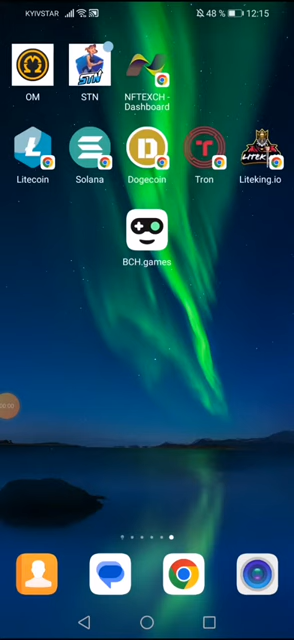 KYIVSTAR 48 % 12:15
OM STN NFTEXCH - Dashboard
Litecoin Solana Dogecoin Tron Liteking.io
BCH.games